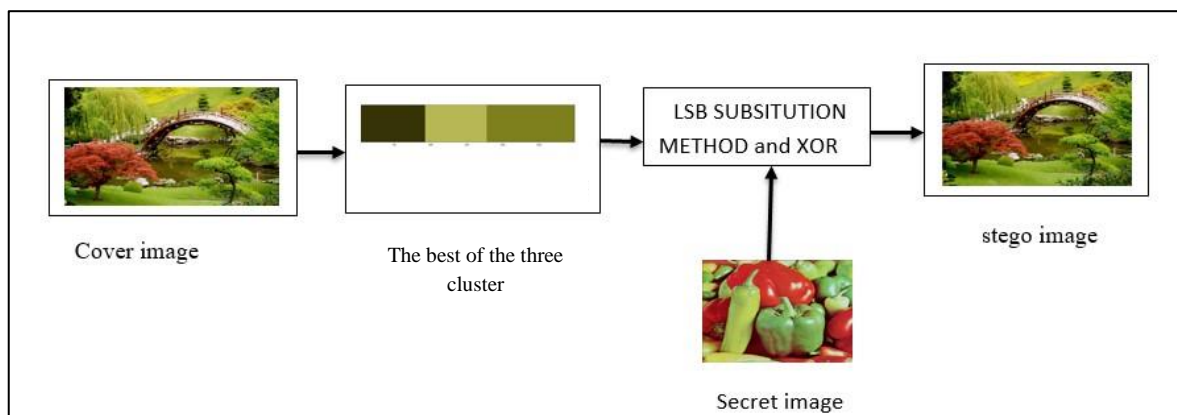 LSB SUBSITUTION
METHOD and XOR
Cover image
The best of the three
cluster
stego image
Secret image